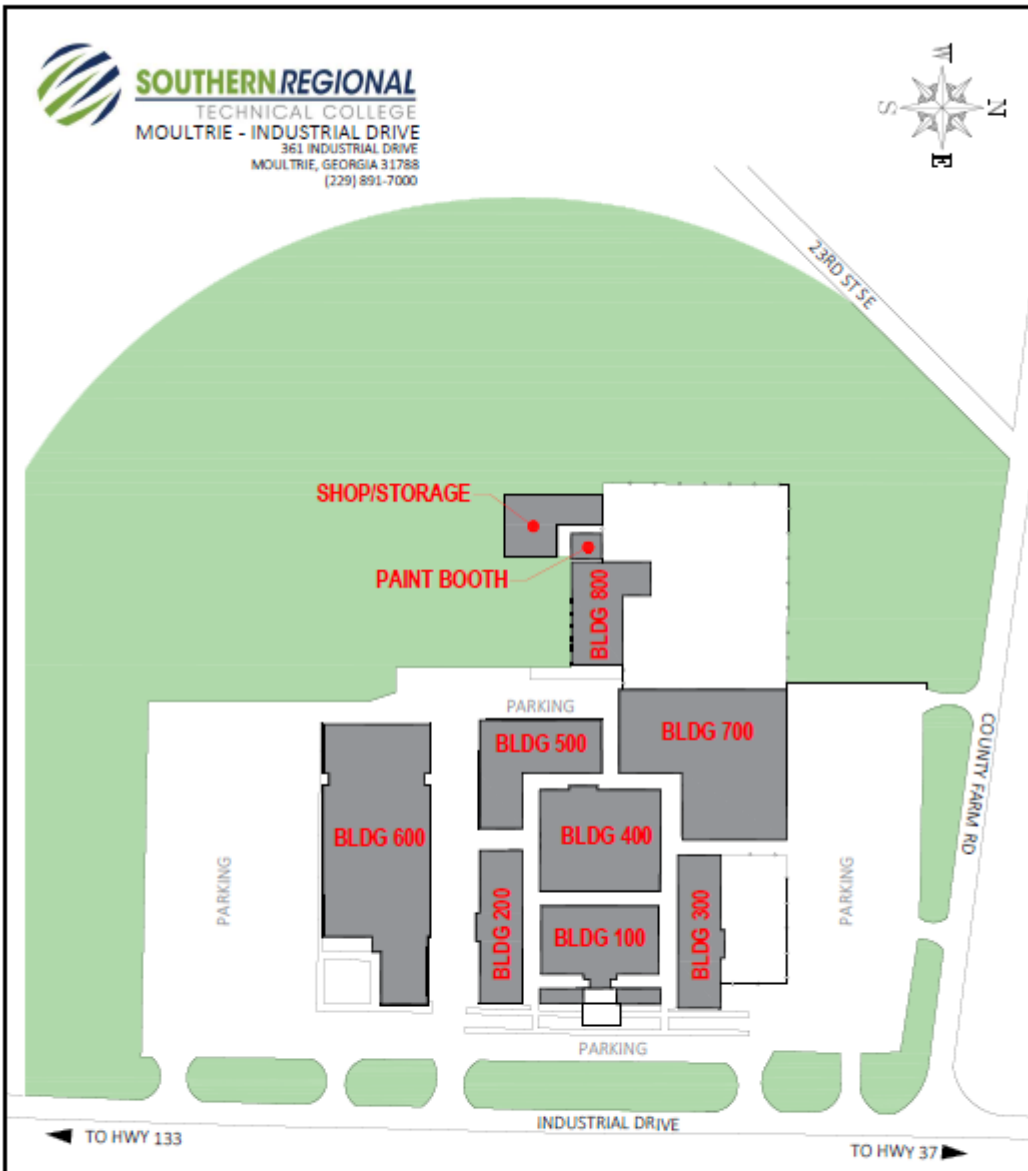 SOUTHERN REGIONAL
TECHNICAL COLLEGE
MOULTRIE - INDUSTRIAL DRIVE
361 INDUSTRIAL DRIVE
MOULTRIE, GEORGIA 31788
(229) 891-7000
W
S
N
E
23RD ST SE
SHOP/STORAGE
PAINT BOOTH
BLDG 800
PARKING
BLDG 500
BLDG 700
COUNTY FARM RD
BLDG 600
BLDG 400
PARKING
PARKING
BLDG 200
BLDG 100
BLDG 300
PARKING
INDUSTRIAL DRIVE
TO HWY 133
TO HWY 37